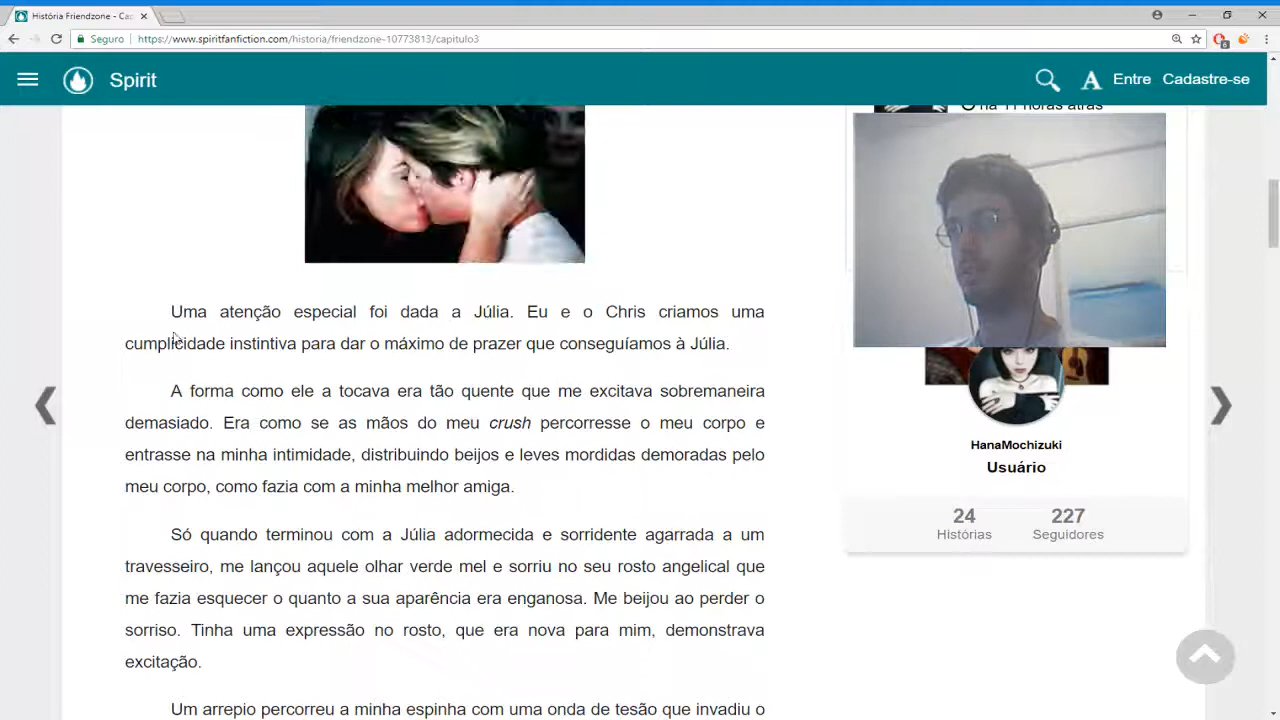 História Friendzone - Cap
Seguro
https://www.spiritfanfiction.com/historia/friendzone-10773813/capitulo3
6
Spirit
A Entre Cadastre-se
há 11 horas atrás
Uma atenção especial foi dada a Júlia. Eu e o Chris criamos uma
cumplicidade instintiva para dar o máximo de prazer que conseguíamos à Júlia.
A forma como ele a tocava era tão quente que me excitava sobremaneira
demasiado. Era como se as mãos do meu crush percorresse o meu corpo e
entrasse na minha intimidade, distribuindo beijos e leves mordidas demoradas pelo
meu corpo, como fazia com a minha melhor amiga.
Só quando terminou com a Júlia adormecida e sorridente agarrada a um
travesseiro, me lançou aquele olhar verde mel e sorriu no seu rosto angelical que
me fazia esquecer o quanto a sua aparência era enganosa. Me beijou ao perder o
sorriso. Tinha uma expressão no rosto, que era nova para mim, demonstrava
excitação.
Um arrepio percorreu a minha espinha com uma onda de tesão que invadiu o
HanaMochizuki
Usuário
24 227
Histórias Seguidores